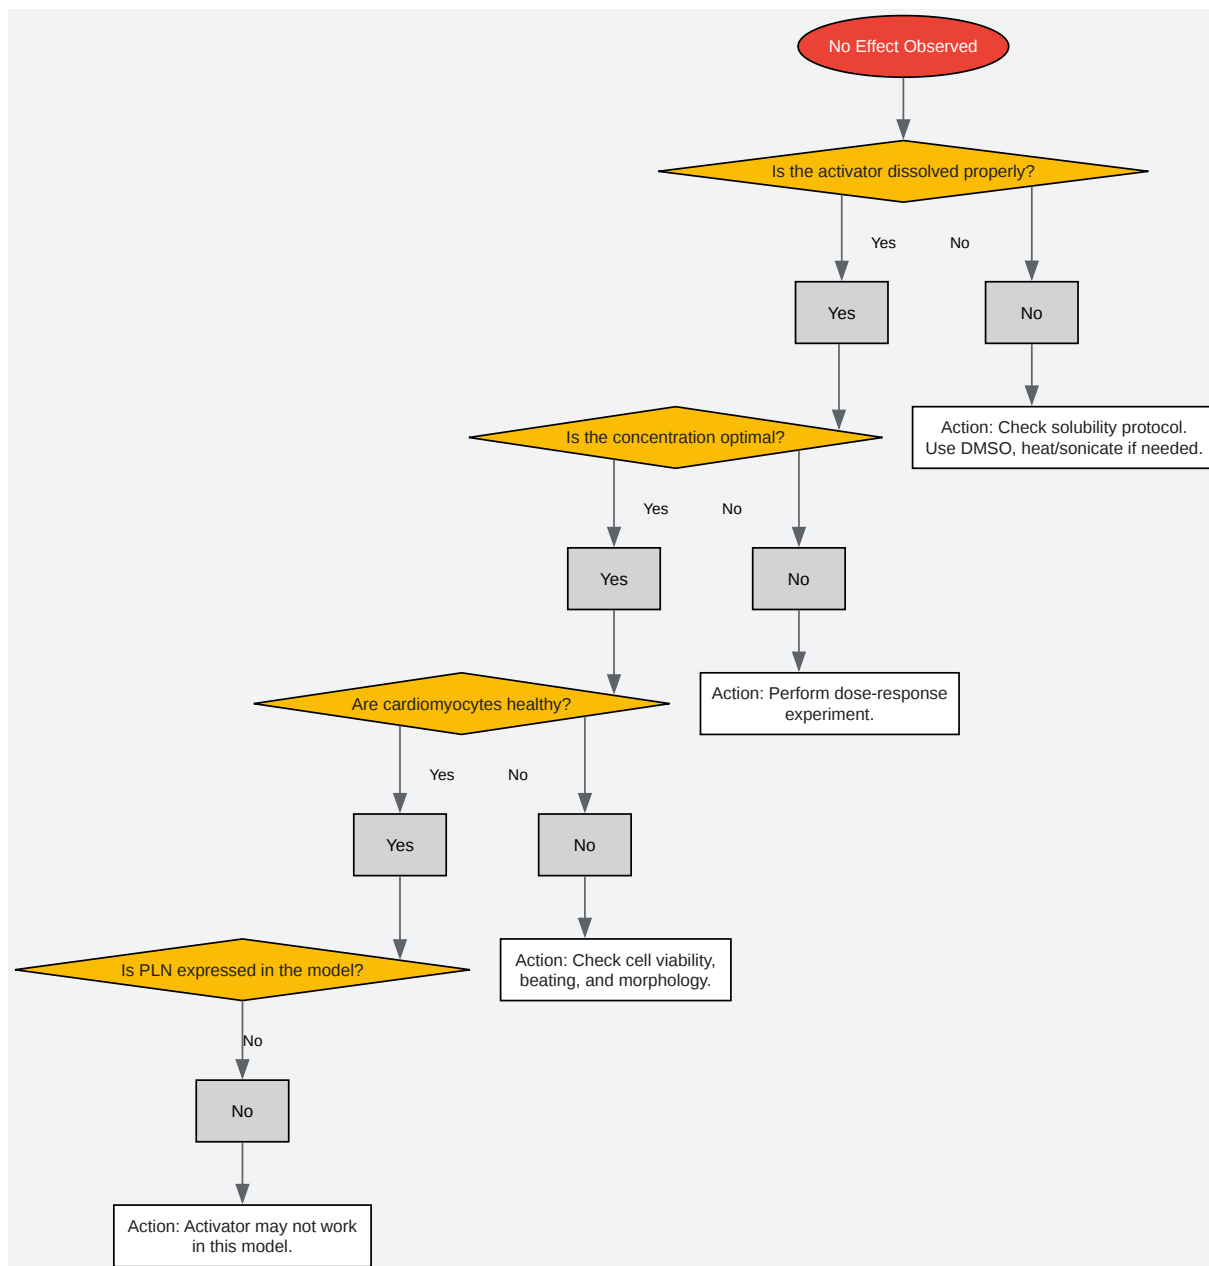 No Effect Observed
Is the activator dissolved properly?
Yes
No
Yes
No
Action: Check solubility protocol.
Use DMSO, heat/sonicate if needed.
Is the concentration optimal?
Yes
No
Yes
No
Action: Perform dose-response
experiment.
Are cardiomyocytes healthy?
Yes
No
Yes
No
Action: Check cell viability,
beating, and morphology.
Is PLN expressed in the model?
No
No
Action: Activator may not work
in this model.